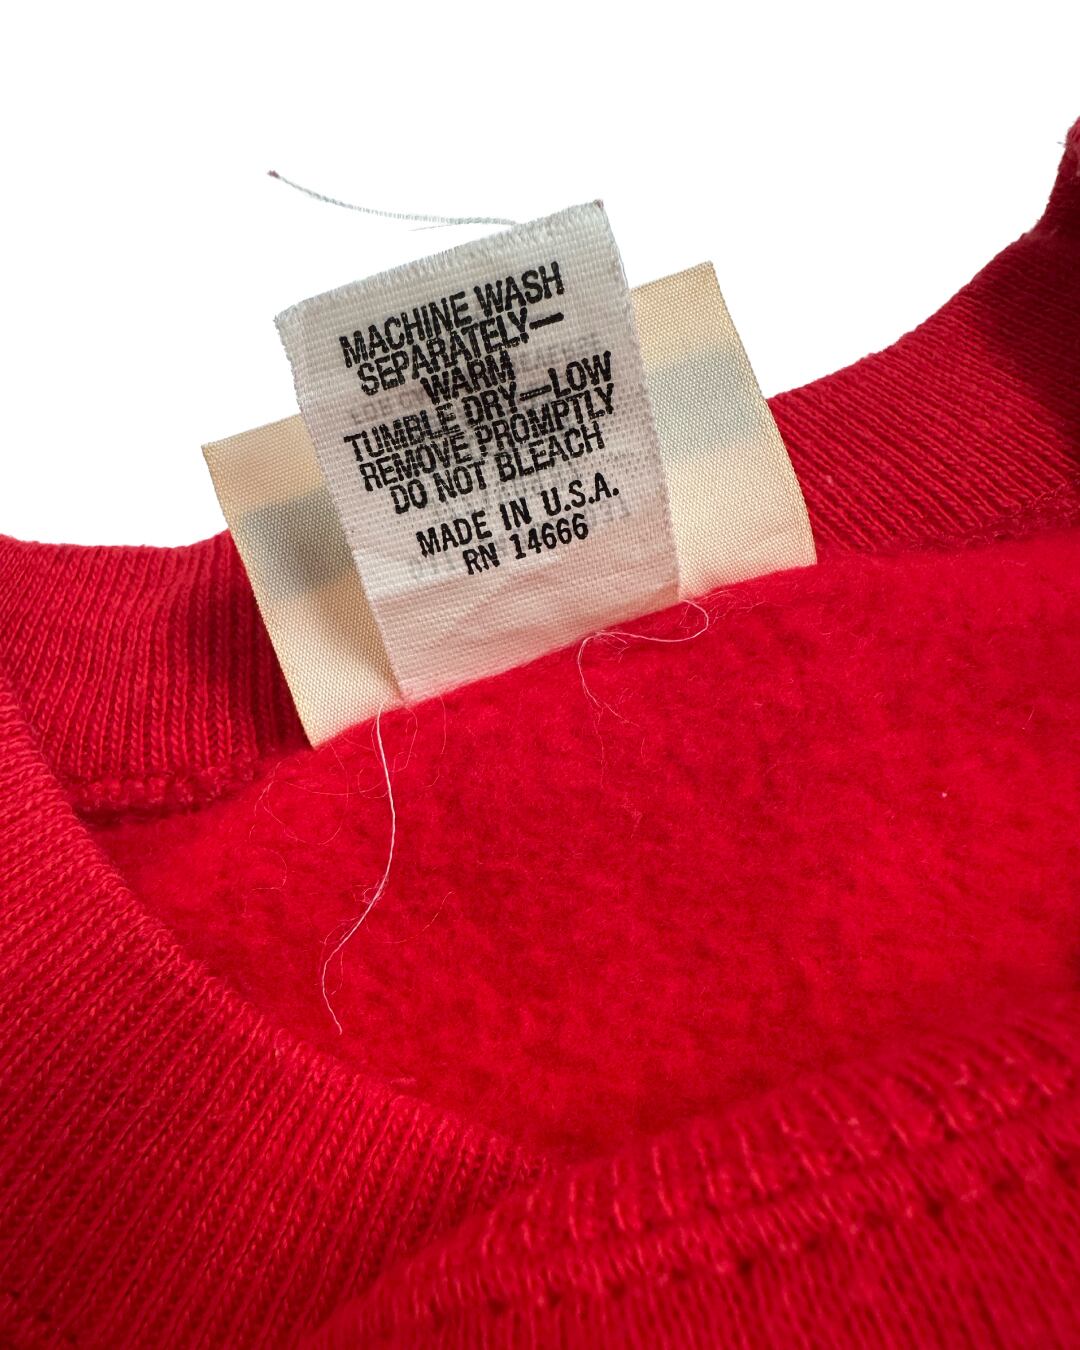 MACHINE WASH
SEPARATELY—
WARM
TUMBLE DRY—LOW
REMOVE PROMPTLY
DO NOT BLEACH
MADE IN U.S.A.
RN 14666